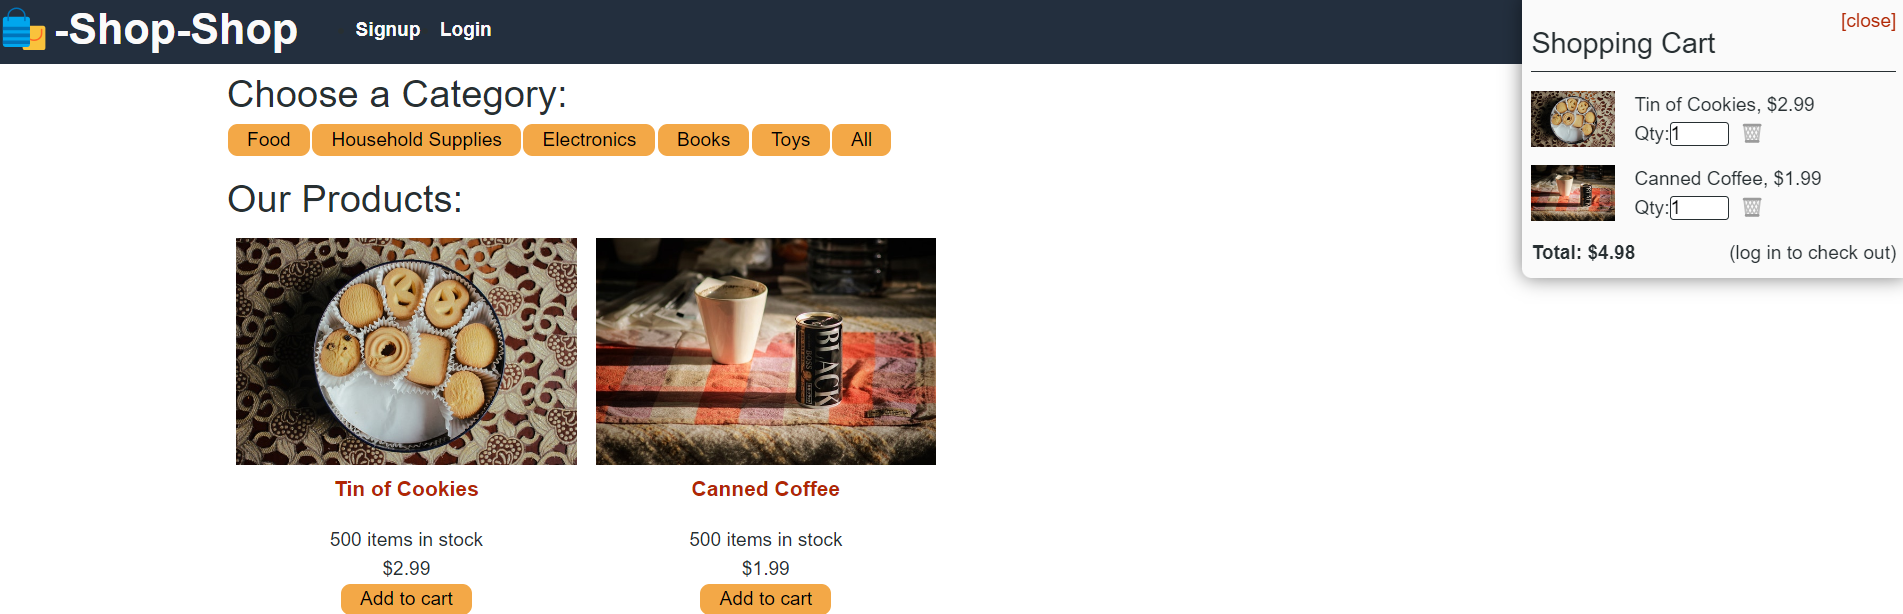 -Shop-Shop
Signup Login
[close]
Shopping Cart
Tin of Cookies, $2.99
Qty:1
Canned Coffee, $1.99
Qty:1
Total: $4.98 (log in to check out)
Choose a Category:
Food Household Supplies Electronics Books Toys All
Our Products:
BLACK
BOSS
Tin of Cookies
500 items in stock
$2.99
Add to cart
Canned Coffee
500 items in stock
$1.99
Add to cart